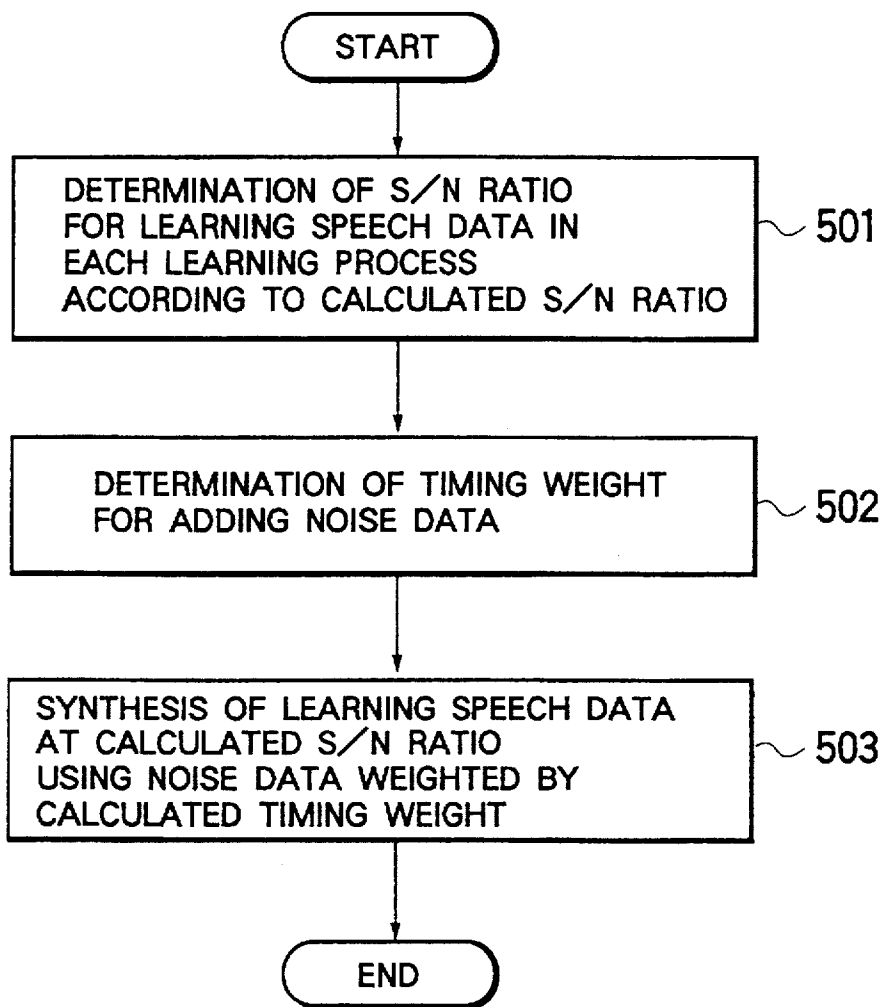 START
DETERMINATION OF S/N RATIO
FOR LEARNING SPEECH DATA IN
EACH LEARNING PROCESS
ACCORDING TO CALCULATED S/N RATIO
501
DETERMINATION OF TIMING WEIGHT
FOR ADDING NOISE DATA
502
SYNTHESIS OF LEARNING SPEECH DATA
AT CALCULATED S/N RATIO
USING NOISE DATA WEIGHTED BY
CALCULATED TIMING WEIGHT
503
END